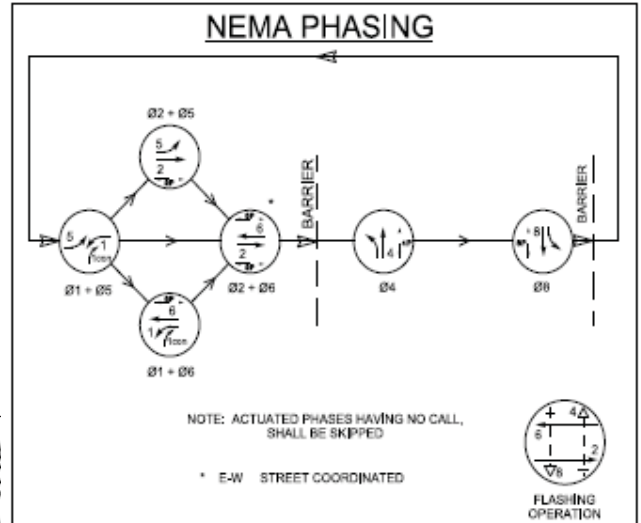 NEMA PHASING
Ø2 + Ø5
5
2
BARRIER
BARRIER
*
5
1
6
2
4
8
Ø1 + Ø5
Ø2 + Ø6
Ø4
Ø8
6
1
Ø1 + Ø6
NOTE: ACTUATED PHASES HAVING NO CALL,
SHALL BE SKIPPED
* E-W STREET COORDINATED
4
6
2
8
FLASHING
OPERATION